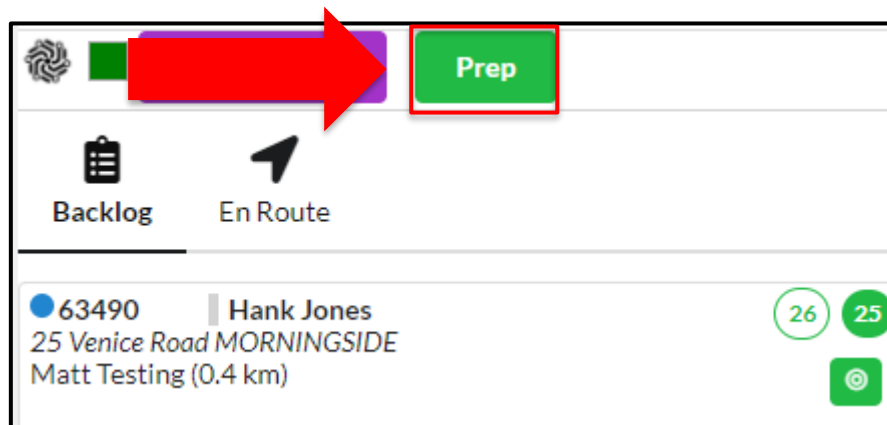 Prep
Backlog En Route
63490 Hank Jones 26 25
25 Venice Road MORNINGSIDE
Matt Testing (0.4 km)